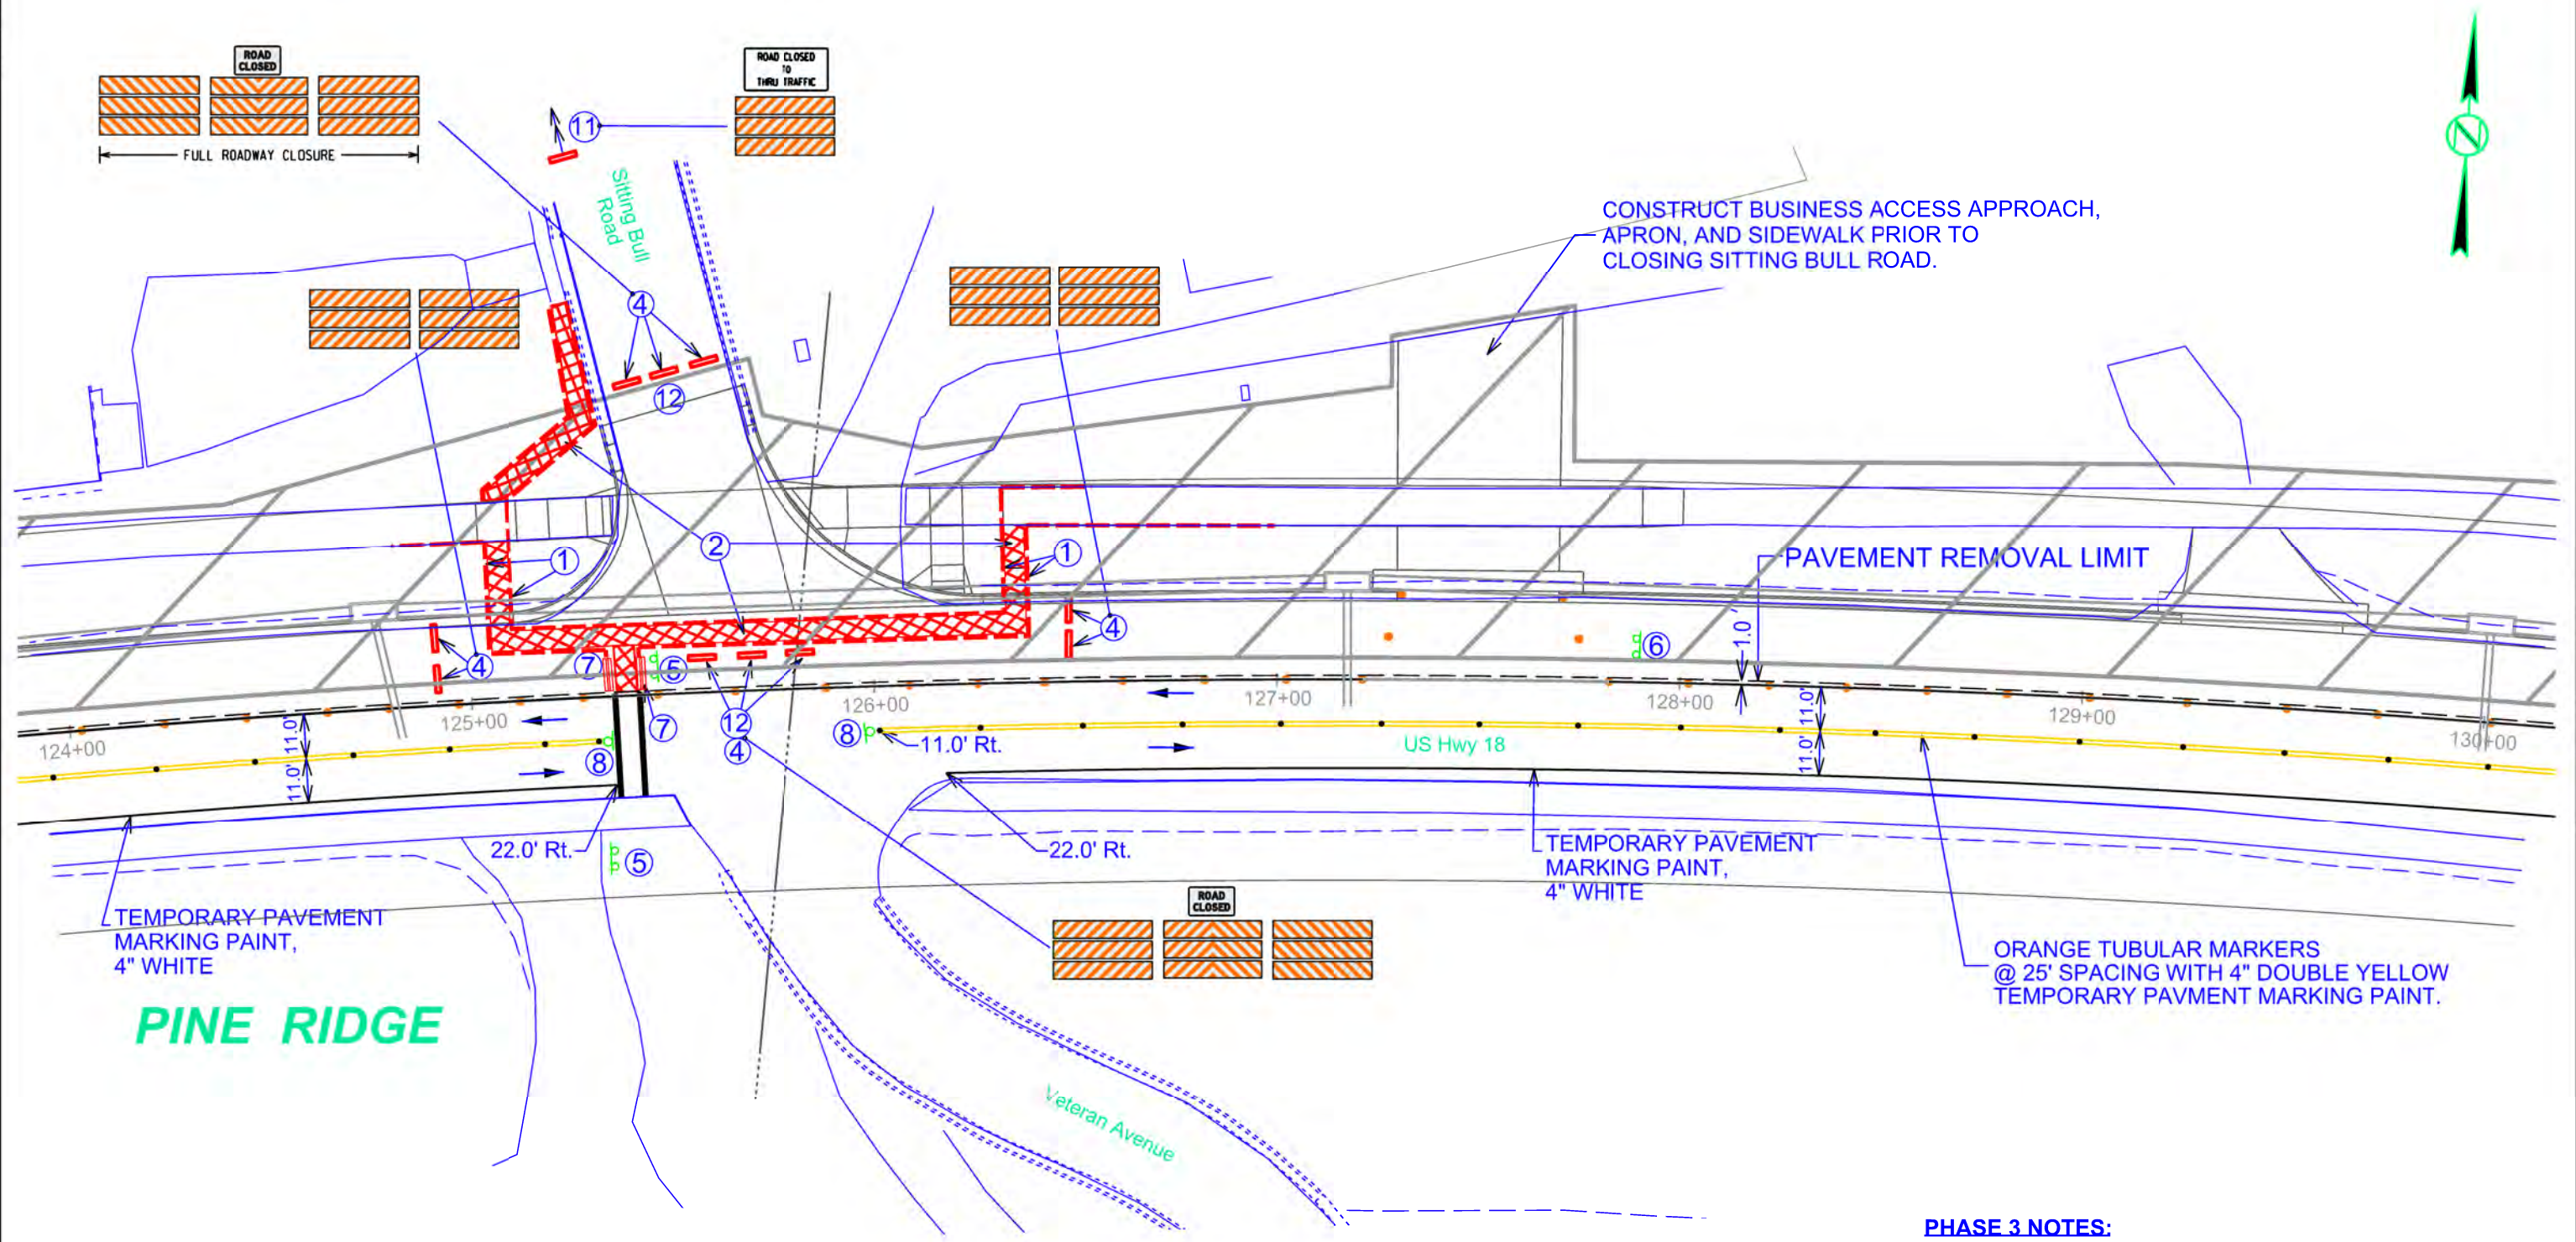 ROAD
CLOSED
FULL ROADWAY CLOSURE
ROAD CLOSED
TO
THRU TRAFFIC
11
Sitting Bull
Road
N
CONSTRUCT BUSINESS ACCESS APPROACH,
APRON, AND SIDEWALK PRIOR TO
CLOSING SITTING BULL ROAD.
4
12
2
1
1
PAVEMENT REMOVAL LIMIT
4
4
7
5
6
1.0'
7
12
4
8
8
124+00
125+00
126+00
127+00
128+00
129+00
130+00
11.0'
11.0'
11.0'
11.0'
11.0' Rt.
US Hwy 18
22.0' Rt.
5
22.0' Rt.
TEMPORARY PAVEMENT
MARKING PAINT,
4" WHITE
TEMPORARY PAVEMENT
MARKING PAINT,
4" WHITE
ROAD
CLOSED
ORANGE TUBULAR MARKERS
@ 25' SPACING WITH 4" DOUBLE YELLOW
TEMPORARY PAVMENT MARKING PAINT.
PINE RIDGE
Veteran Avenue
PHASE 3 NOTES: